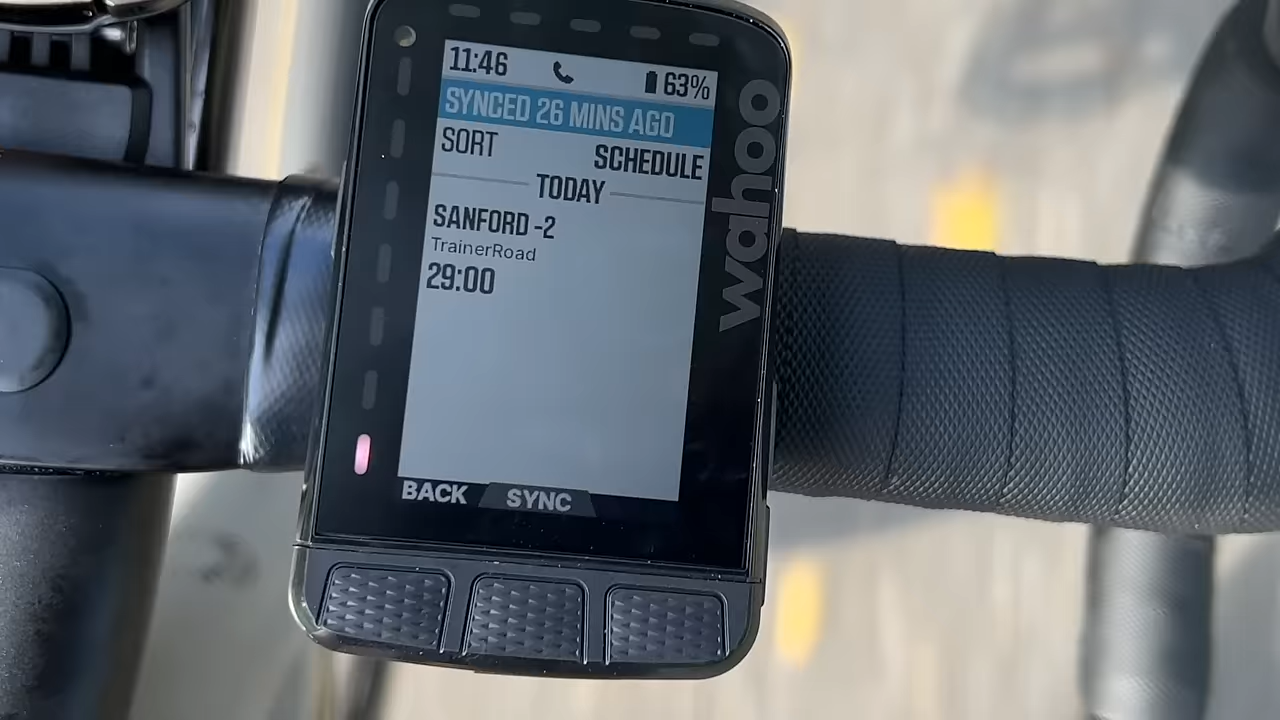 11:46 63%
SYNCED 26 MINS AGO
SORT SCHEDULE
TODAY
SANFORD -2
TrainerRoad
29:00
BACK SYNC
wahoo